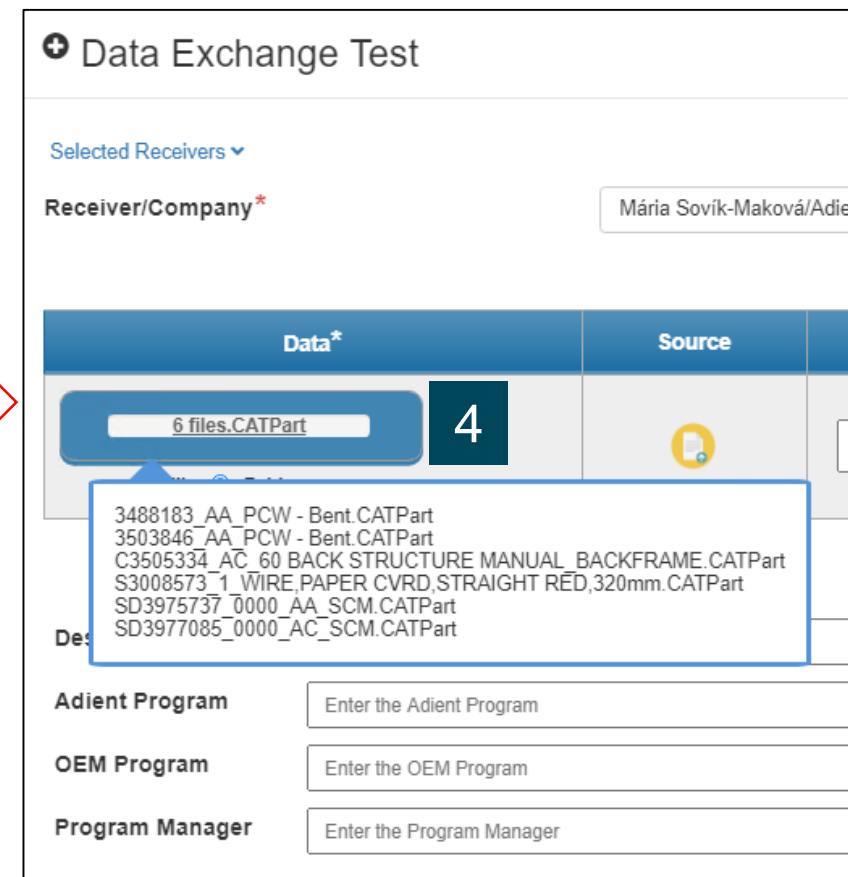 Data Exchange Test
Selected Receivers
Receiver/Company*
Mária Sovík-Maková/Adie
Data*
Source
6 files.CATPart
4
3488183_AA_PCW - Bent.CATPart
3503846_AA_PCW - Bent.CATPart
C3505334_AC_60 BACK STRUCTURE MANUAL_BACKFRAME.CATPart
S3008573_1_WIRE,PAPER CVRD,STRAIGHT RED,320mm.CATPart
SD3975737_0000_AA_SCM.CATPart
SD3977085_0000_AC_SCM.CATPart
Des
Adient Program
Enter the Adient Program
OEM Program
Enter the OEM Program
Program Manager
Enter the Program Manager